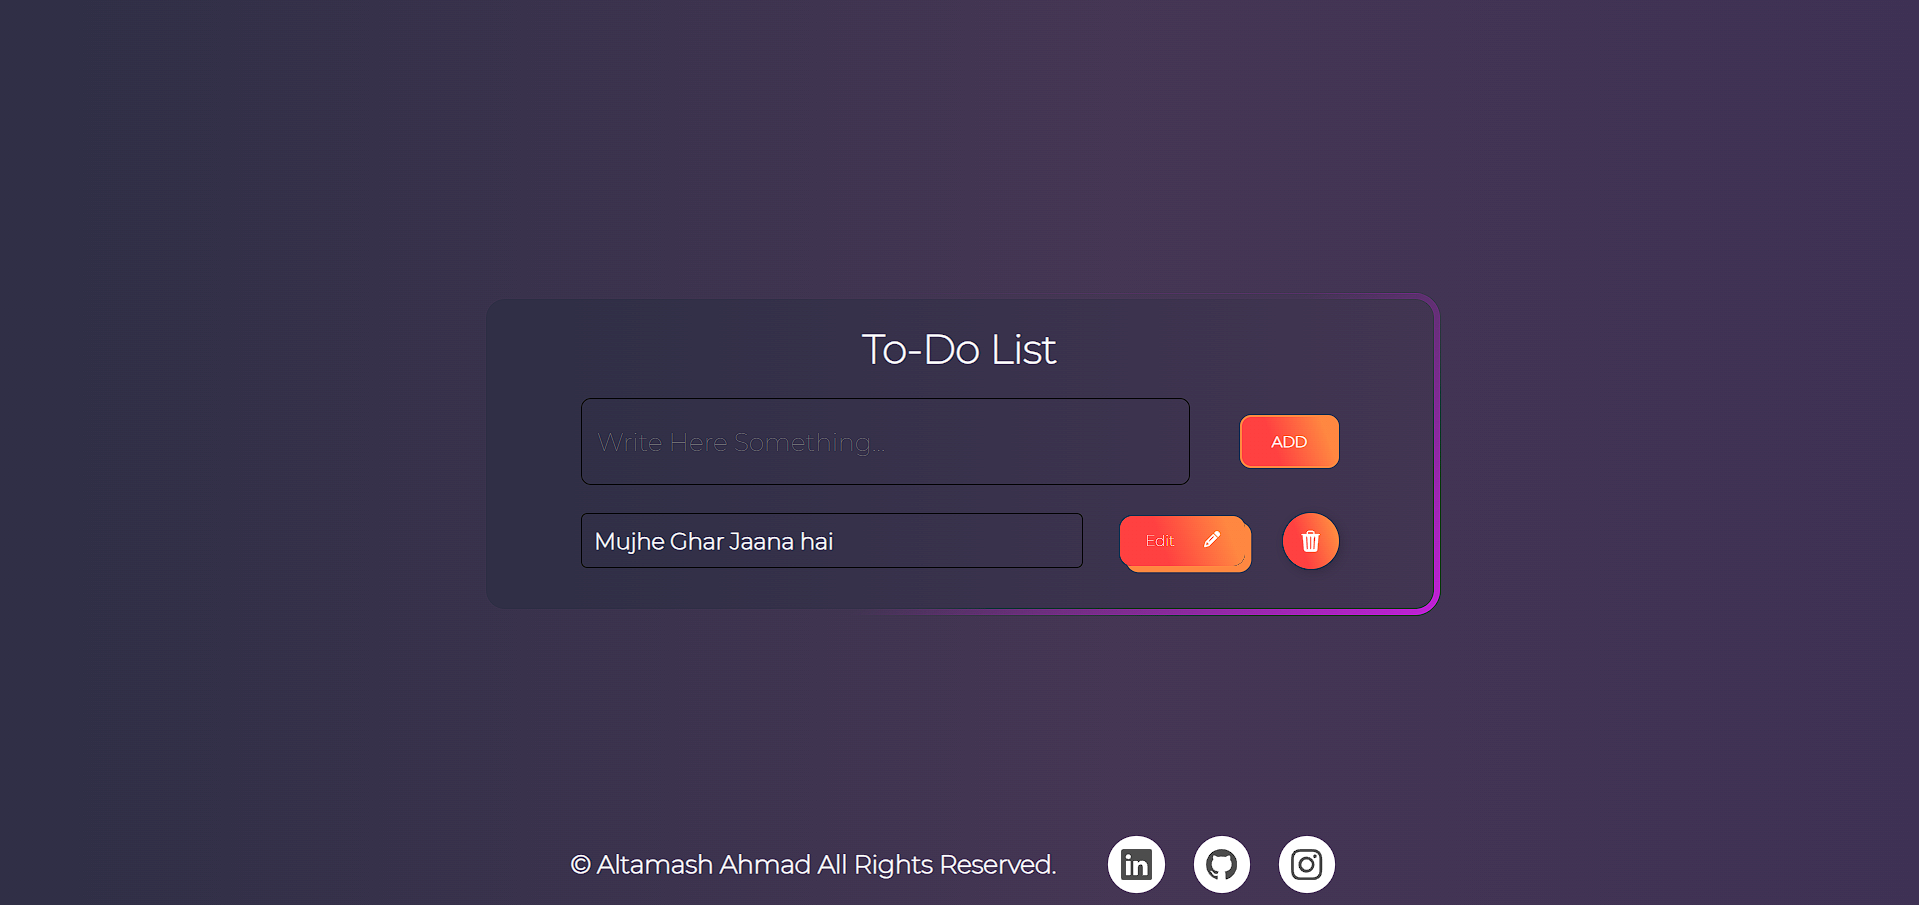 To-Do List
Write Here Something...
ADD
Mujhe Ghar Jaana hai
Edit
© Altamash Ahmad All Rights Reserved.